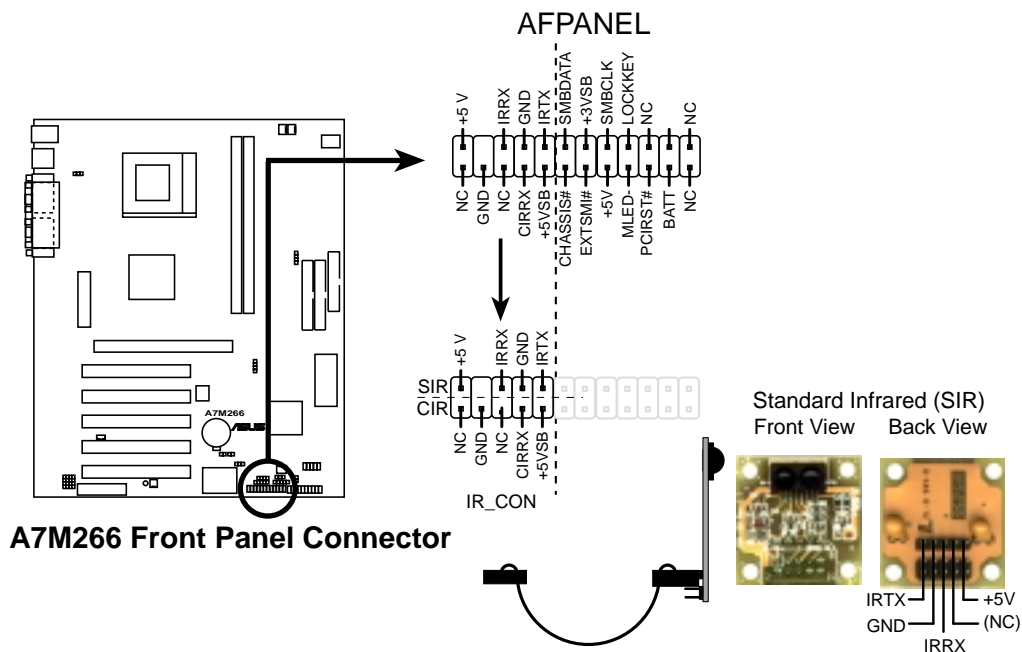 AFPANEL
+5 V
IRRX
GND
IRTX
SMBDATA
+3VSB
SMBCLK
LOCKKEY
NC
NC
NC
GND
NC
CIRRX
+5VSB
CHASSIS#
EXTSMI#
+5V
MLED-
PCIRST#
BATT
NC
+5 V
IRRX
GND
IRTX
SIR
CIR
NC
GND
NC
CIRRX
+5VSB
IR_CON
A7M266
ASUS
A7M266 Front Panel Connector
Standard Infrared (SIR)
Front View Back View
IRTX
+5V
GND
(NC)
IRRX